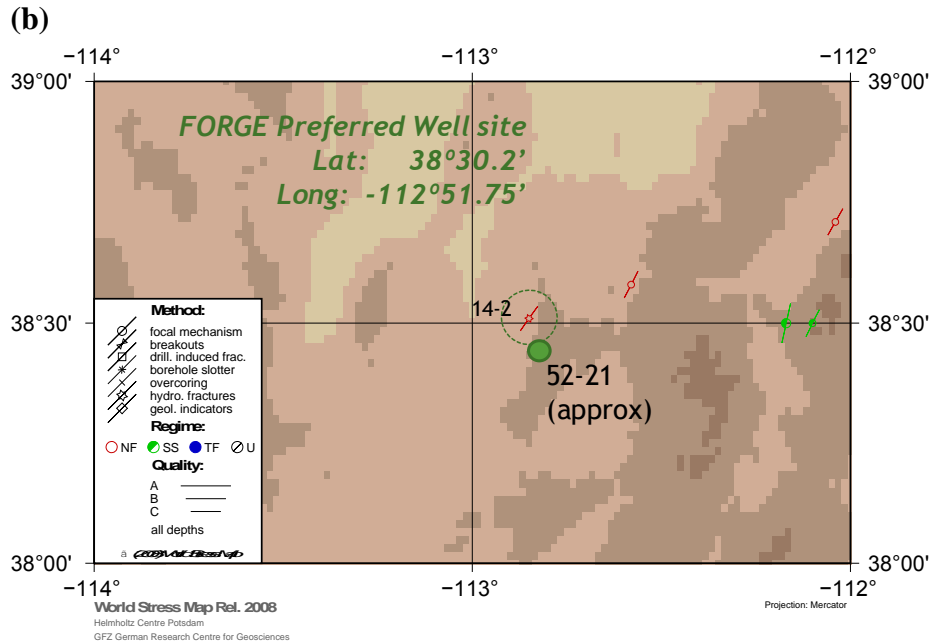 (b)
−114° −113° −112°
39°00' 39°00'
FORGE Preferred Well site
Lat: 38º30.2’
Long: -112º51.75’
14-2
38°30' 38°30'
52-21
(approx)
Method:
focal mechanism
breakouts
drill. induced frac.
borehole slotter
overcoring
hydro. fractures
geol. indicators
Regime:
NF SS TF U
Quality:
A
B
C
all depths
38°00' 38°00'
−114° −113° −112°
World Stress Map Rel. 2008
Projection: Mercator
Helmholtz Centre Potsdam
GFZ German Research Centre for Geosciences